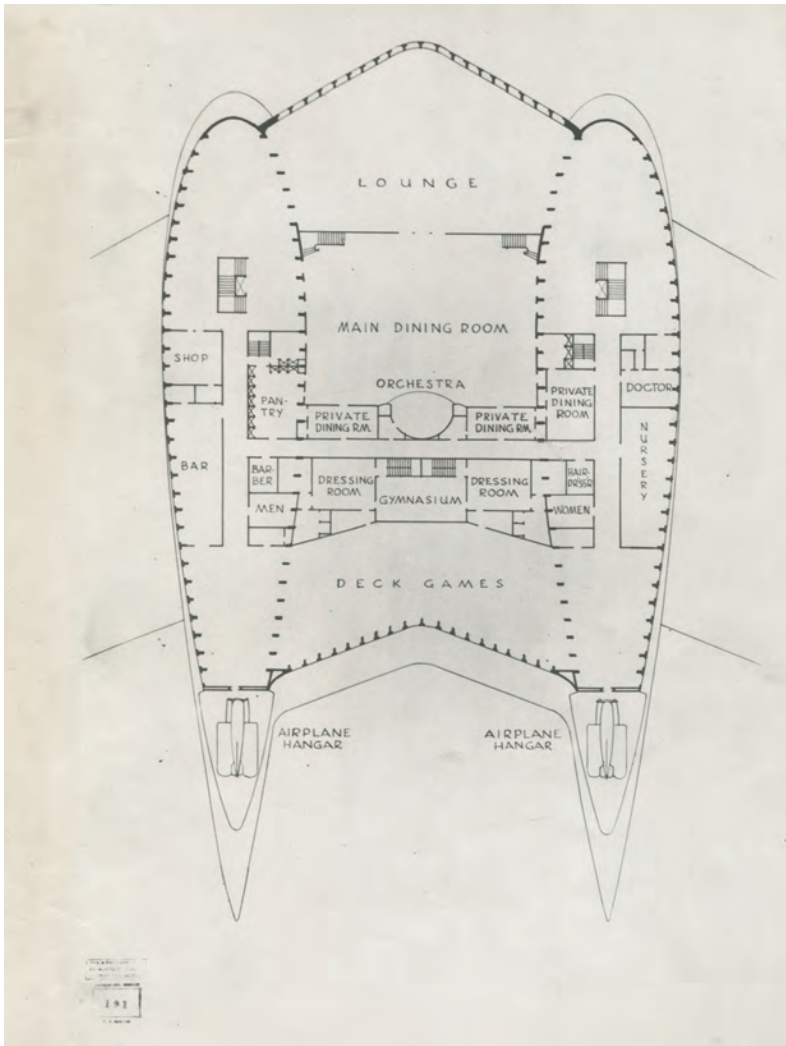 LOUNGE
MAIN DINING ROOM
SHOP
ORCHESTRA
PAN-
TRY
PRIVATE
DINING RM.
PRIVATE
DINING RM.
PRIVATE
DINING
ROOM
DOCTOR
BAR
BAR-
BER
MEN
DRESSING
ROOM
GYMNASIUM
DRESSING
ROOM
HAIR-
DRSSR
WOMEN
NURSERY
DECK GAMES
AIRPLANE
HANGAR
AIRPLANE
HANGAR
191